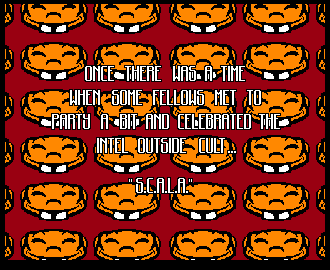 ONCE THERE WAS A TIME
WHEN SOME FELLOWS MET TO
PARTY A BIT AND CELEBRATED THE
INTEL OUTSIDE CULT...
"S.C.A.L.A."